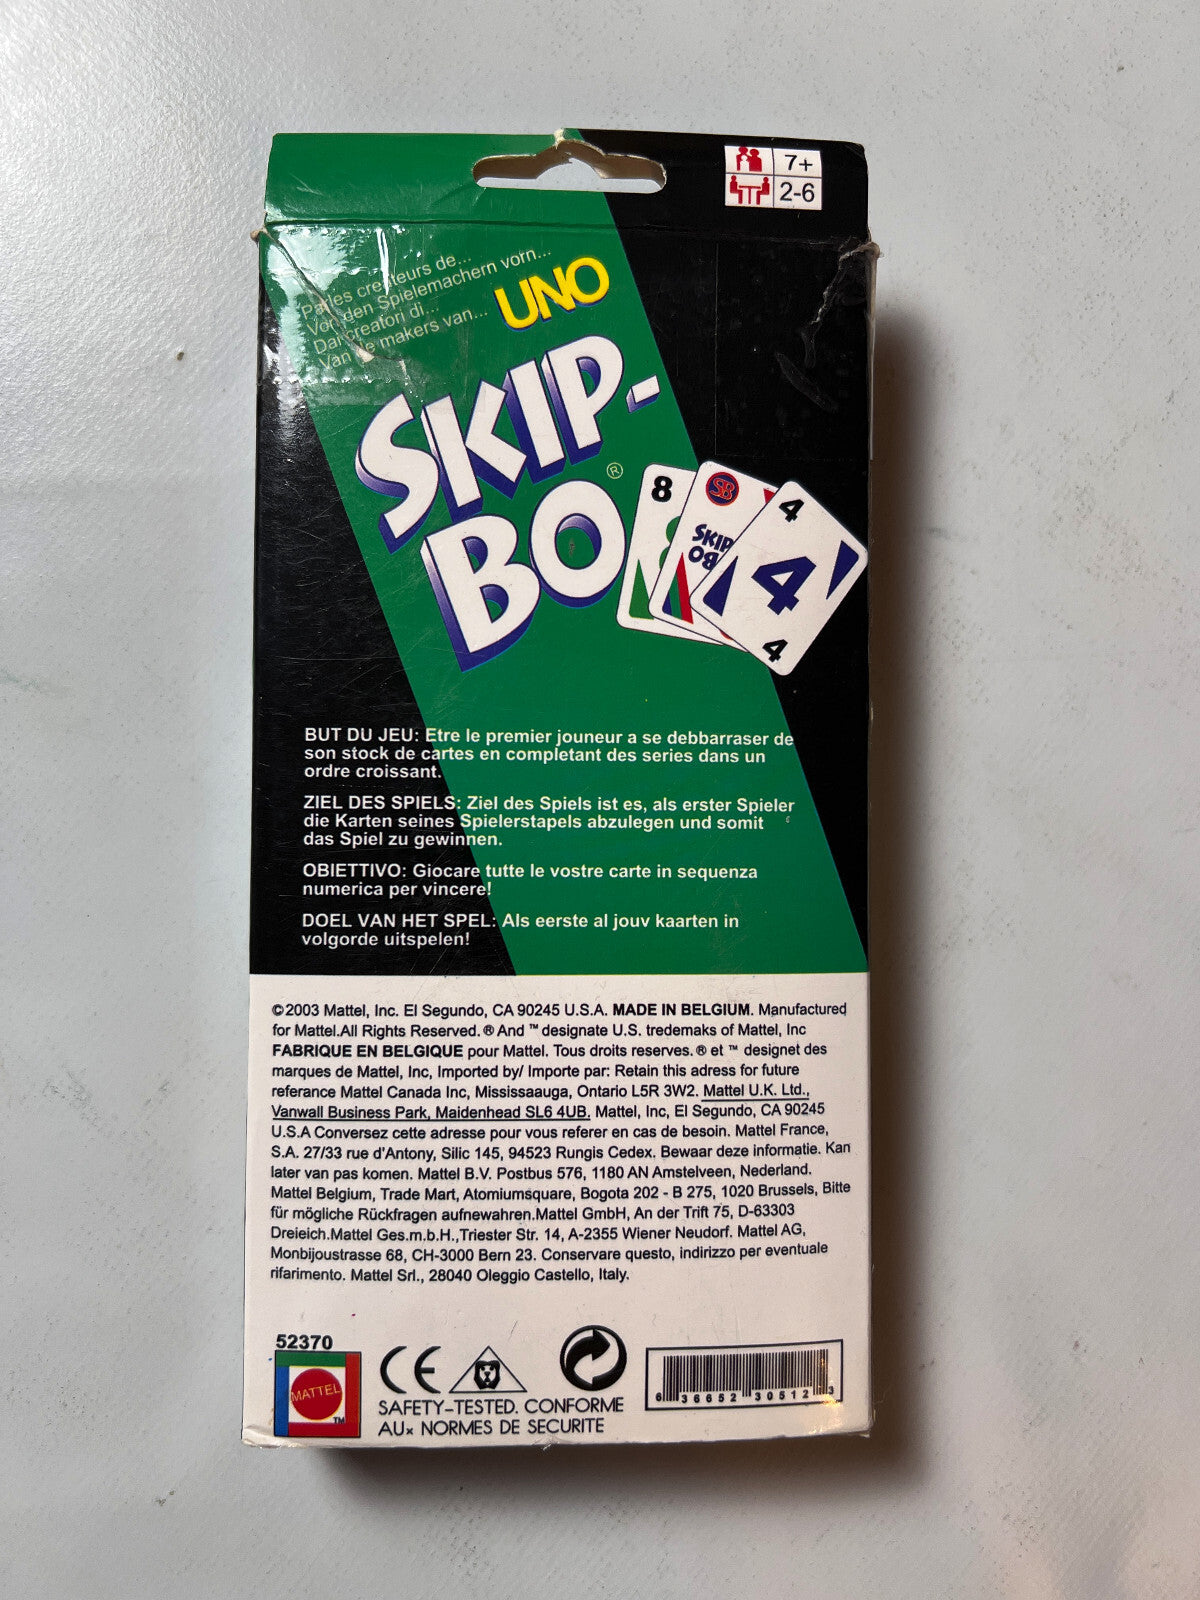 7+
2-6
Par les createurs de...
Von den Spielemachern vorn...
Dai creatori di...
Van de makers van...
UNO
SKIP-
BO®
8
8
SB
SKIP
BO
4
4
4
BUT DU JEU: Etre le premier jouneur a se debbarraser de
son stock de cartes en completant des series dans un
ordre croissant.
ZIEL DES SPIELS: Ziel des Spiels ist es, als erster Spieler
die Karten seines Spielerstapels abzulegen und somit
das Spiel zu gewinnen.
OBIETTIVO: Giocare tutte le vostre carte in sequenza
numerica per vincere!
DOEL VAN HET SPEL: Als eerste al jouv kaarten in
volgorde uitspelen!
©2003 Mattel, Inc. El Segundo, CA 90245 U.S.A. MADE IN BELGIUM. Manufactured
for Mattel.All Rights Reserved. ® And ™ designate U.S. tredemaks of Mattel, Inc
FABRIQUE EN BELGIQUE pour Mattel. Tous droits reserves. ® et ™ designet des
marques de Mattel, Inc, Imported by/ Importe par: Retain this adress for future
referance Mattel Canada Inc, Mississaauga, Ontario L5R 3W2. Mattel U.K. Ltd.,
Vanwall Business Park, Maidenhead SL6 4UB. Mattel, Inc, El Segundo, CA 90245
U.S.A Conversez cette adresse pour vous referer en cas de besoin. Mattel France,
S.A. 27/33 rue d'Antony, Silic 145, 94523 Rungis Cedex. Bewaar deze informatie. Kan
later van pas komen. Mattel B.V. Postbus 576, 1180 AN Amstelveen, Nederland.
Mattel Belgium, Trade Mart, Atomiumsquare, Bogota 202 - B 275, 1020 Brussels, Bitte
für mögliche Rückfragen aufnewahren.Mattel GmbH, An der Trift 75, D-63303
Dreieich.Mattel Ges.m.b.H.,Triester Str. 14, A-2355 Wiener Neudorf. Mattel AG,
Monbijoustrasse 68, CH-3000 Bern 23. Conservare questo, indirizzo per eventuale
rifarimento. Mattel Srl., 28040 Oleggio Castello, Italy.
52370
MATTEL
™
CE
SAFETY-TESTED. CONFORME
AUx NORMES DE SECURITE
6 36652 30512 3